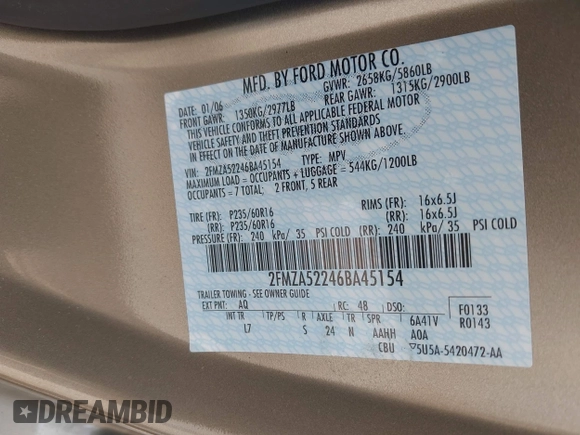 MFD. BY FORD MOTOR CO.
DATE: 01/06 GVWR: 2658KG/5860LB
FRONT GAWR: 1350KG/2977LB REAR GAWR: 1315KG/2900LB
THIS VEHICLE CONFORMS TO ALL APPLICABLE FEDERAL MOTOR
VEHICLE SAFETY AND THEFT PREVENTION STANDARDS
IN EFFECT ON THE DATE OF MANUFACTURE SHOWN ABOVE.
VIN: 2FMZA52246BA45154 TYPE: MPV
MAXIMUM LOAD = OCCUPANTS + LUGGAGE = 544KG/1200LB
OCCUPANTS = 7 TOTAL: 2 FRONT, 5 REAR
TIRE (FR): P235/60R16 RIMS (FR): 16x6.5J
(RR): P235/60R16 (RR): 16x6.5J
PRESSURE (FR): 240 kPa/ 35 PSI COLD (RR): 240 kPa/ 35 PSI COLD
2FMZA52246BA45154
TRAILER TOWING - SEE OWNER GUIDE
EXT PNT: AQ RC: 4B DSO: F0133
INT TR TP/PS R AXLE TR SPR 6A41V R0143
L7 S 24 N AAHH AOA
CBU ▽5U5A-5420472-AA
DREAMBID